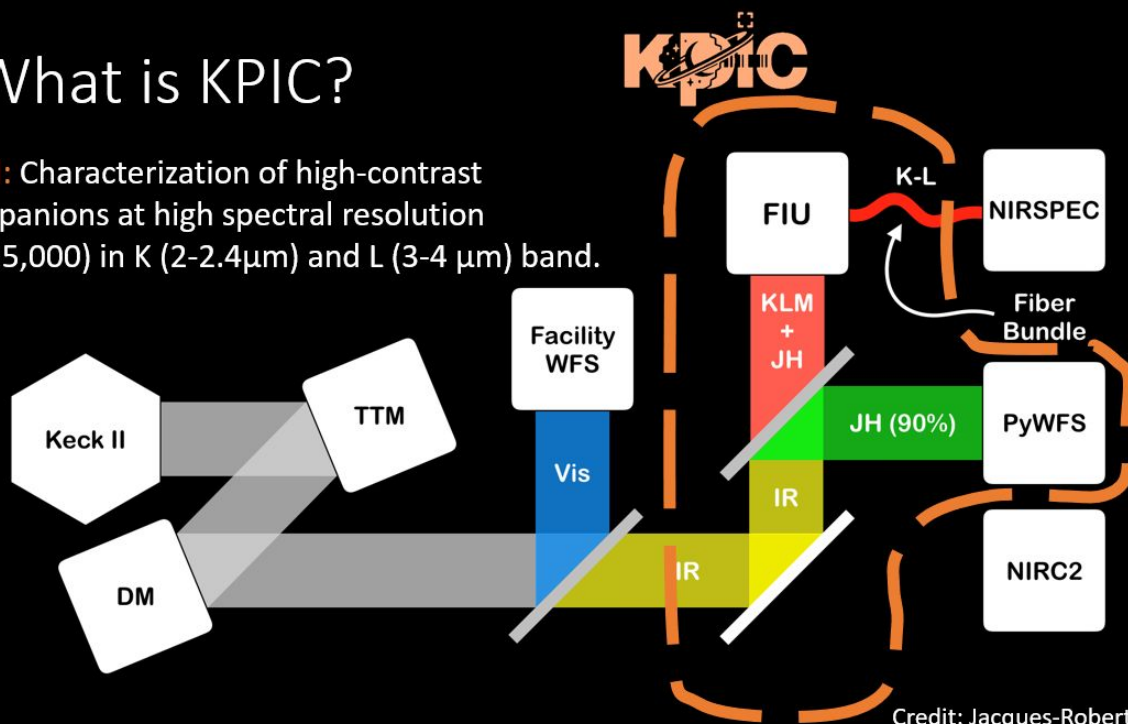 What is KPIC?
KPIC
: Characterization of high-contrast
panions at high spectral resolution
5,000) in K (2-2.4μm) and L (3-4 μm) band.
FIU
K-L
NIRSPEC
Fiber
Bundle
KLM
+
JH
Facility
WFS
Keck II
TTM
Vis
JH (90%)
PyWFS
IR
IR
DM
NIRC2
Credit: Jacques-Robert